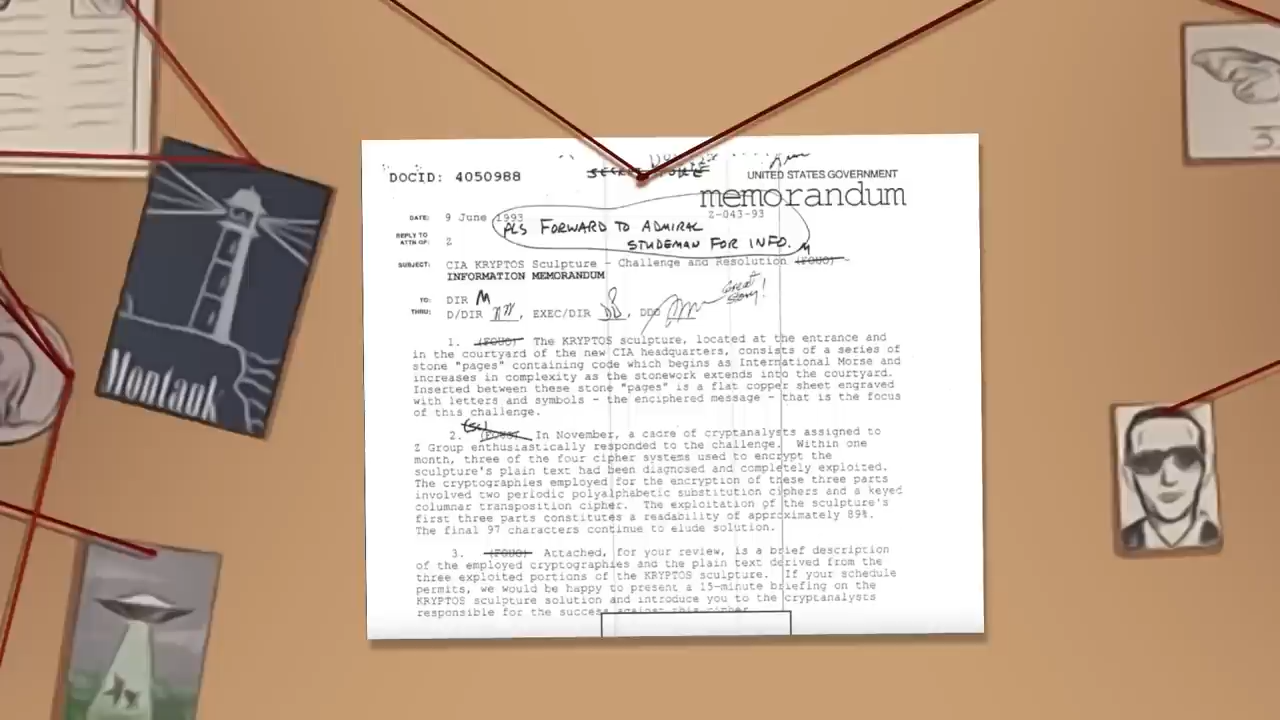 DOCID: 4050988
UNITED STATES GOVERNMENT
memorandum
DATE: 9 June 1993
Z-043-93
PLS FORWARD TO ADMIRAL
STUDEMAN FOR INFO.
REPLY TO
ATTN OF: Z
SUBJECT: CIA KRYPTOS Sculpture - Challenge and Resolution (FOUO)
INFORMATION MEMORANDUM
TO: DIR
THRU: D/DIR , EXEC/DIR , DDO
Great
Story!
1. (FOUO) The KRYPTOS sculpture, located at the entrance and
in the courtyard of the new CIA headquarters, consists of a series of
stone "pages" containing code which begins as International Morse and
increases in complexity as the stonework extends into the courtyard.
Inserted between these stone "pages" is a flat copper sheet engraved
with letters and symbols - the enciphered message - that is the focus
of this challenge.
2. (FOUO) In November, a cadre of cryptanalysts assigned to
Z Group enthusiastically responded to the challenge. Within one
month, three of the four cipher systems used to encrypt the
sculpture's plain text had been diagnosed and completely exploited.
The cryptographies employed for the encryption of these three parts
involved two periodic polyalphabetic substitution ciphers and a keyed
columnar transposition cipher. The exploitation of the sculpture's
first three parts constitutes a readability of approximately 89%.
The final 97 characters continue to elude solution.
3. (FOUO) Attached, for your review, is a brief description
of the employed cryptographies and the plain text derived from the
three exploited portions of the KRYPTOS sculpture. If your schedule
permits, we would be happy to present a 15-minute briefing on the
KRYPTOS sculpture solution and introduce you to the cryptanalysts
responsible for the success against this cipher.
Montauk